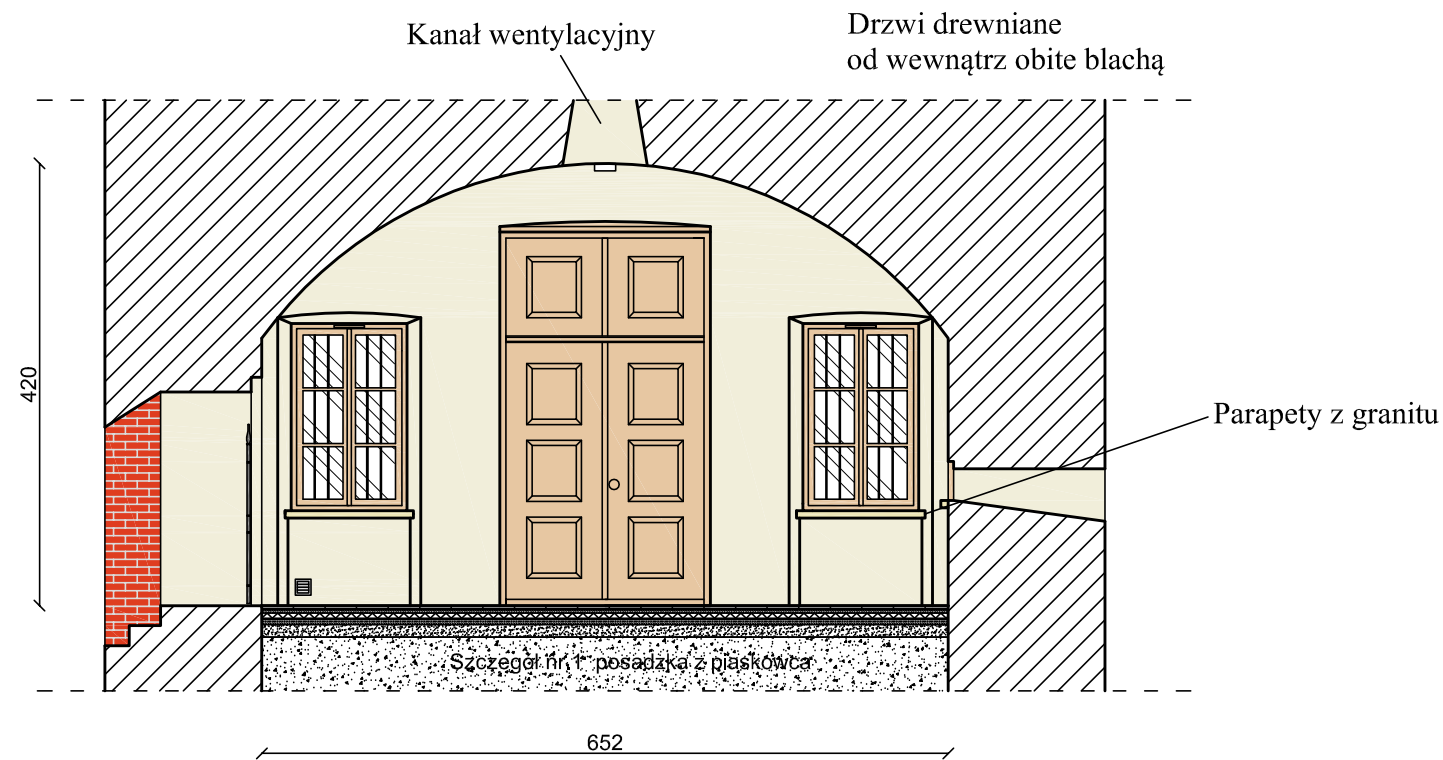 Kanał wentylacyjny
Drzwi drewniane
od wewnątrz obite blachą
420
Parapety z granitu
Szczegół nr 1 posadzka z piaskowca
652